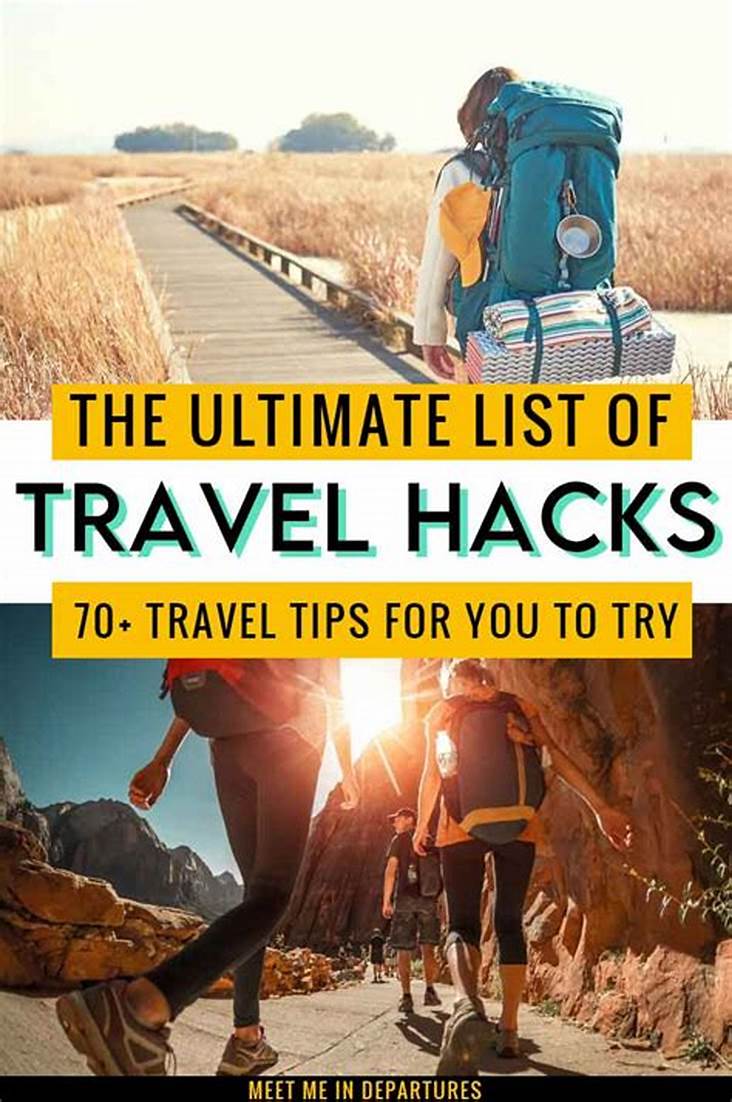 THE ULTIMATE LIST OF
TRAVEL HACKS
70+ TRAVEL TIPS FOR YOU TO TRY
MEET ME IN DEPARTURES